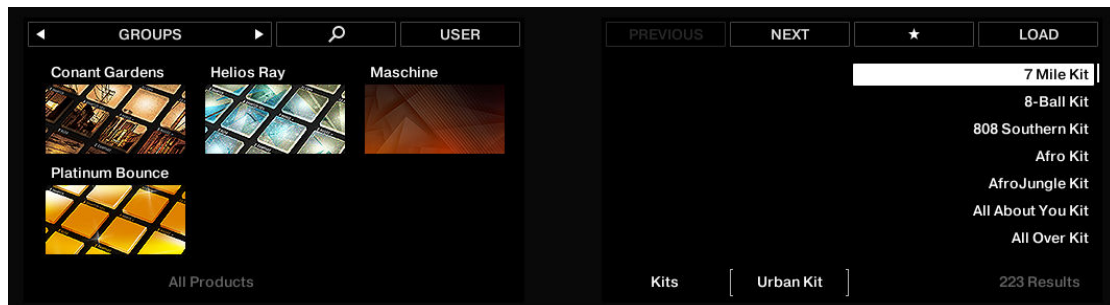 GROUPS USER PREVIOUS NEXT LOAD
Conant Gardens Helios Ray Maschine
7 Mile Kit
8-Ball Kit
808 Southern Kit
Afro Kit
Platinum Bounce
AfroJungle Kit
All About You Kit
All Over Kit
All Products Kits Urban Kit 223 Results